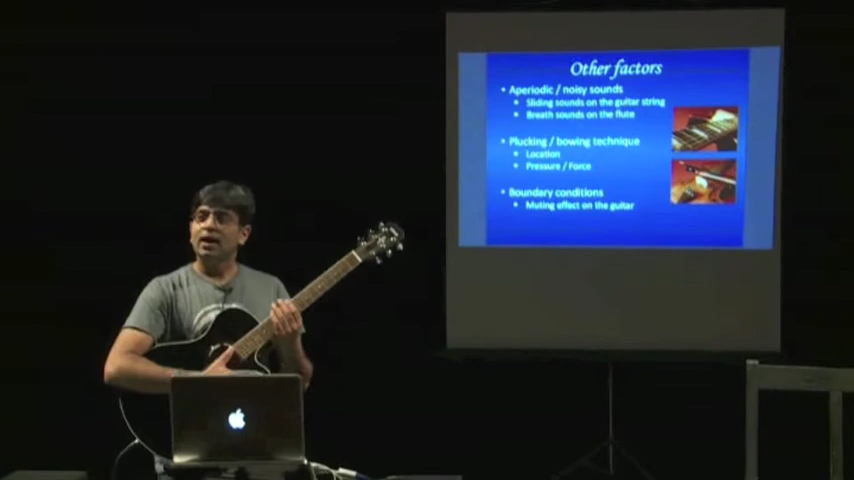 Other factors
• Aperiodic / noisy sounds
• Sliding sounds on the guitar string
• Breath sounds on the flute
• Plucking / bowing technique
• Location
• Pressure / Force
• Boundary conditions
• Muting effect on the guitar